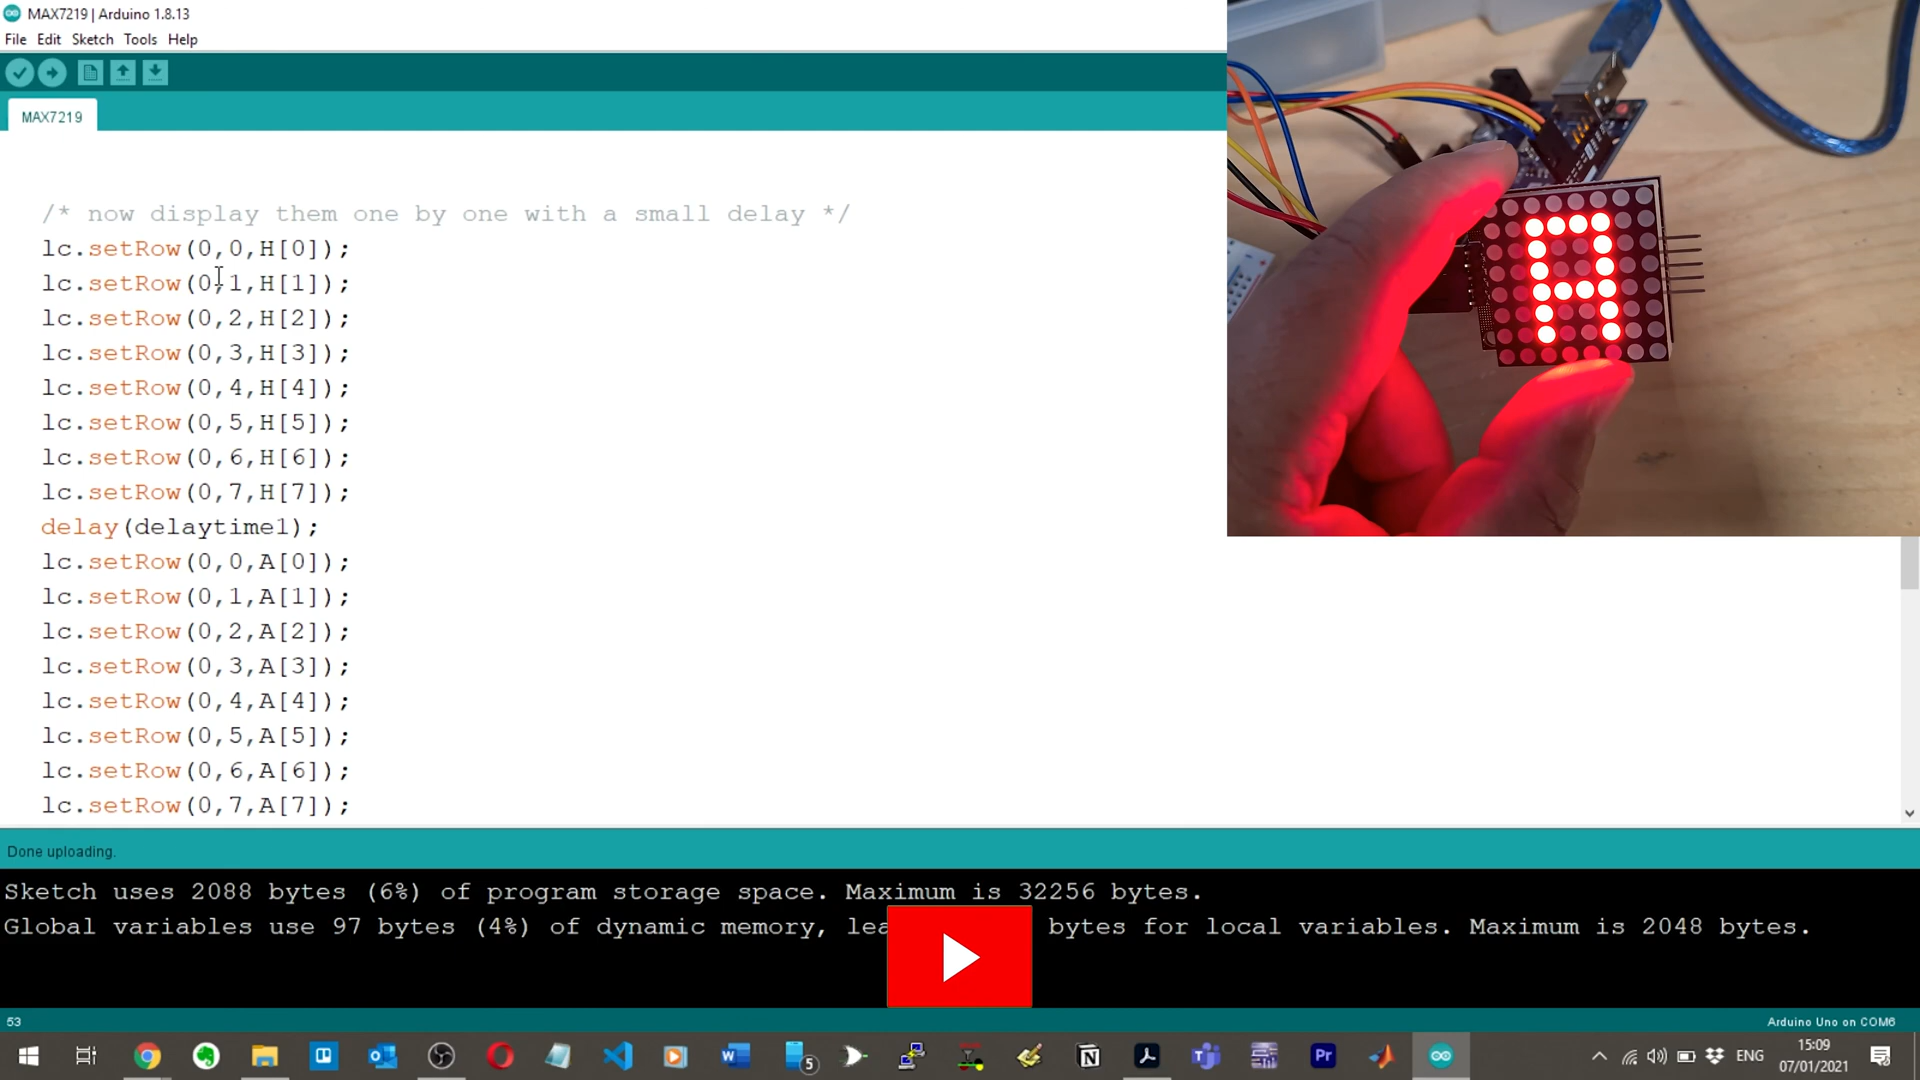 MAX7219 | Arduino 1.8.13
File Edit Sketch Tools Help
MAX7219
/* now display them one by one with a small delay */
lc.setRow(0,0,H[0]);
lc.setRow(0,1,H[1]);
lc.setRow(0,2,H[2]);
lc.setRow(0,3,H[3]);
lc.setRow(0,4,H[4]);
lc.setRow(0,5,H[5]);
lc.setRow(0,6,H[6]);
lc.setRow(0,7,H[7]);
delay(delaytime1);
lc.setRow(0,0,A[0]);
lc.setRow(0,1,A[1]);
lc.setRow(0,2,A[2]);
lc.setRow(0,3,A[3]);
lc.setRow(0,4,A[4]);
lc.setRow(0,5,A[5]);
lc.setRow(0,6,A[6]);
lc.setRow(0,7,A[7]);
A
Done uploading.
Sketch uses 2088 bytes (6%) of program storage space. Maximum is 32256 bytes.
Global variables use 97 bytes (4%) of dynamic memory, bytes for local variables. Maximum is 2048 bytes.
53
Arduino Uno on COM6
5
Pr
ENG
15:09
07/01/2021